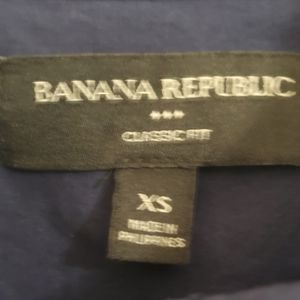 BANANA REPUBLIC
***
CLASSIC FIT
XS
MADE IN
PHILIPPINES